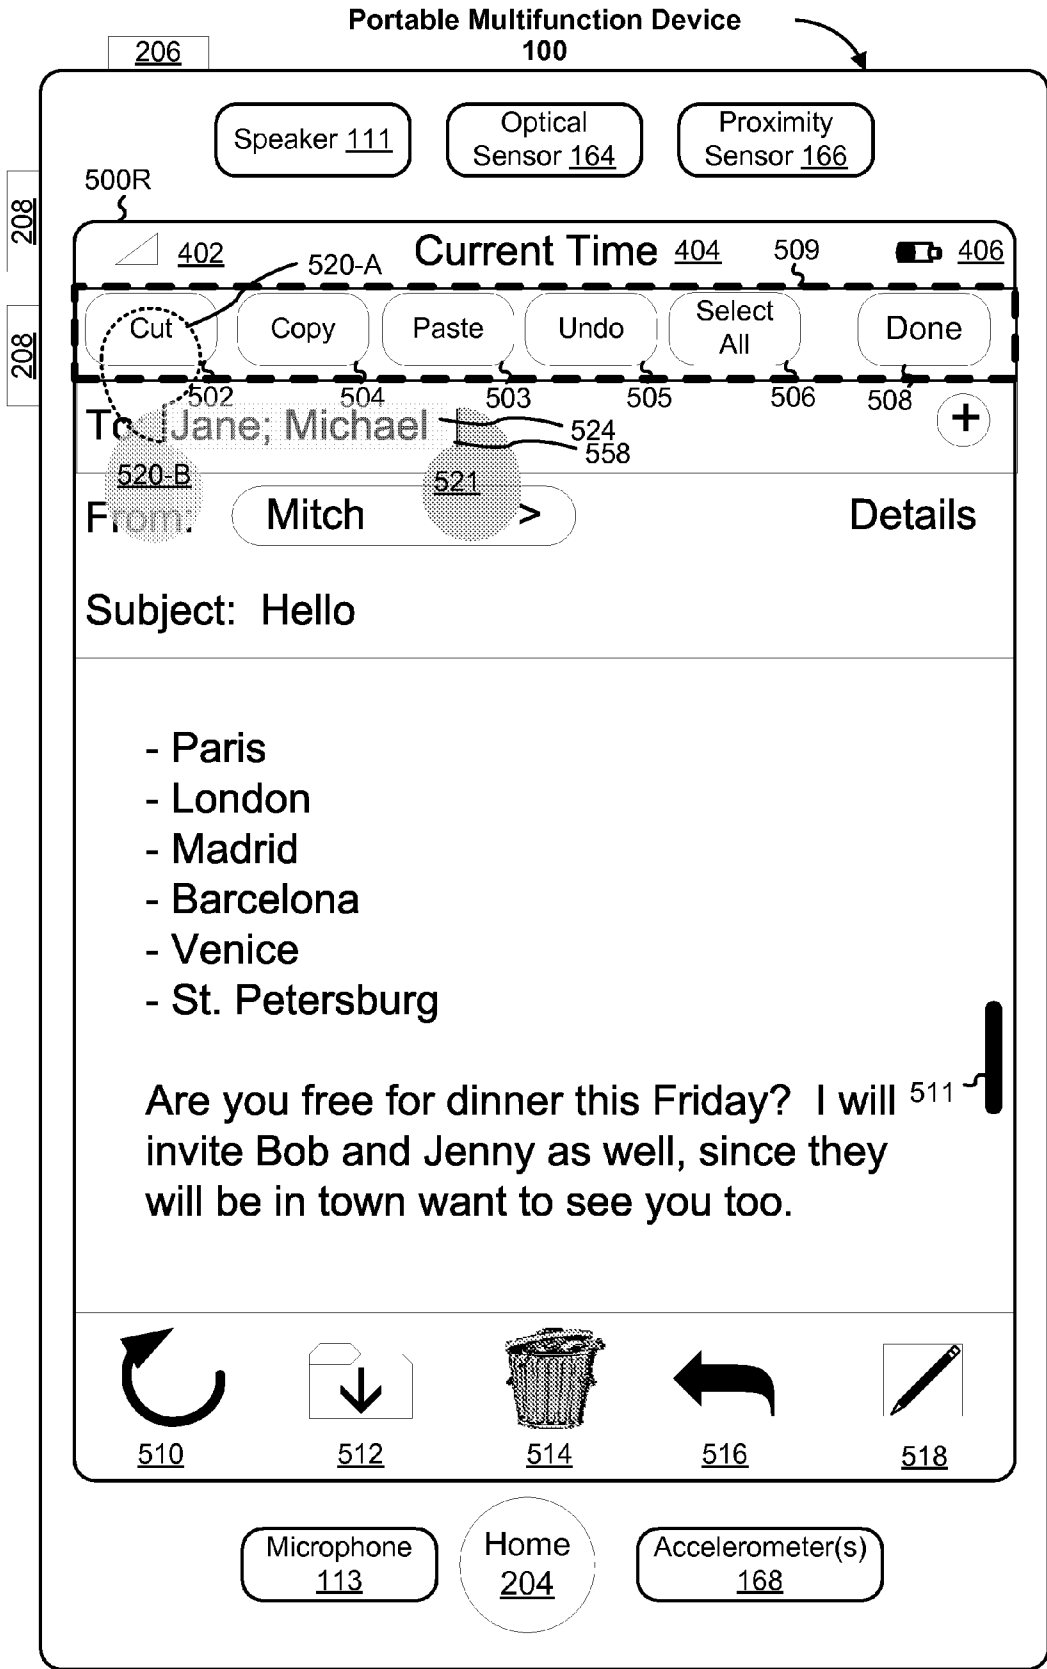 Portable Multifunction Device
100
206
Speaker 111
Optical
Sensor 164
Proximity
Sensor 166
208
500R
402
Current Time 404
509
406
520-A
Cut
Copy
Paste
Undo
Select
All
Done
208
502
504
503
505
506
508
To: Jane; Michael
524
558
+
520-B
521
From:
Mitch
>
Details
Subject: Hello
- Paris
- London
- Madrid
- Barcelona
- Venice
- St. Petersburg
Are you free for dinner this Friday? I will
511
invite Bob and Jenny as well, since they
will be in town want to see you too.
510
512
514
516
518
Microphone
113
Home
204
Accelerometer(s)
168